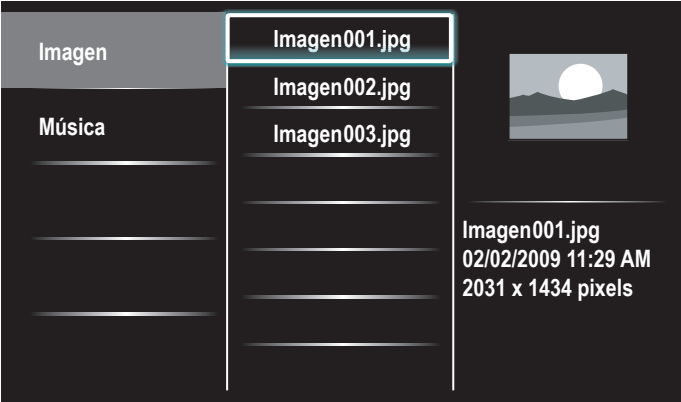 Imagen
Música
Imagen001.jpg
Imagen002.jpg
Imagen003.jpg
Imagen001.jpg
02/02/2009 11:29 AM
2031 x 1434 pixels